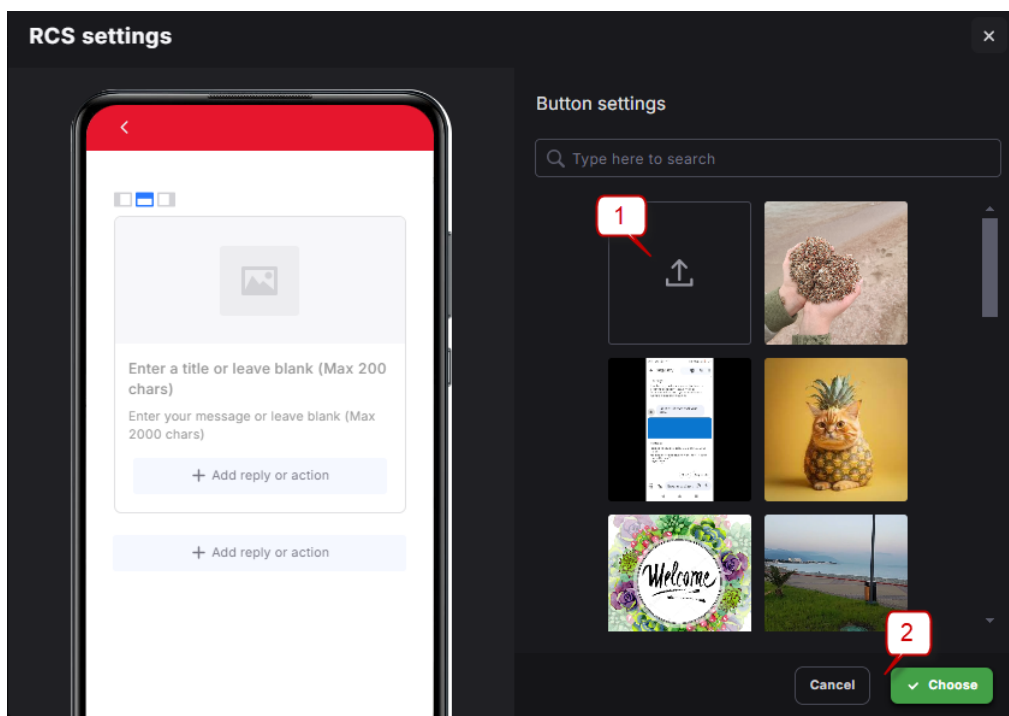 RCS settings
Button settings
Type here to search
1
Enter a title or leave blank (Max 200
chars)
Enter your message or leave blank (Max
2000 chars)
+ Add reply or action
+ Add reply or action
Welcome
2
Cancel
Choose